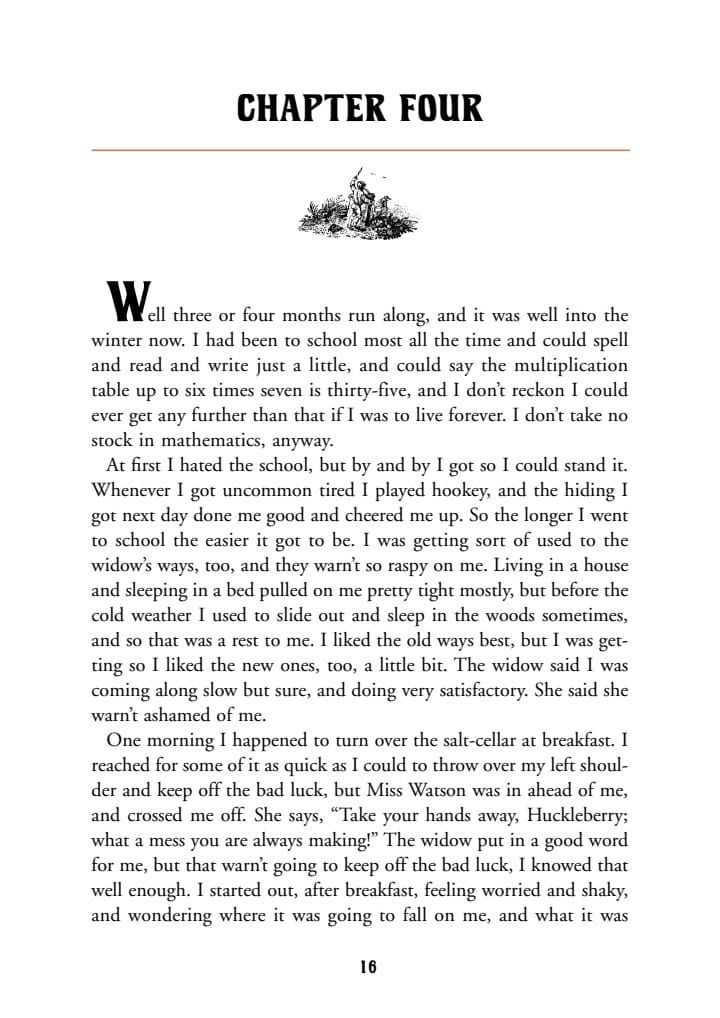 CHAPTER FOUR
Well three or four months run along, and it was well into the
winter now. I had been to school most all the time and could spell
and read and write just a little, and could say the multiplication
table up to six times seven is thirty-five, and I don’t reckon I could
ever get any further than that if I was to live forever. I don’t take no
stock in mathematics, anyway.
At first I hated the school, but by and by I got so I could stand it.
Whenever I got uncommon tired I played hookey, and the hiding I
got next day done me good and cheered me up. So the longer I went
to school the easier it got to be. I was getting sort of used to the
widow’s ways, too, and they warn’t so raspy on me. Living in a house
and sleeping in a bed pulled on me pretty tight mostly, but before the
cold weather I used to slide out and sleep in the woods sometimes,
and so that was a rest to me. I liked the old ways best, but I was get-
ting so I liked the new ones, too, a little bit. The widow said I was
coming along slow but sure, and doing very satisfactory. She said she
warn’t ashamed of me.
One morning I happened to turn over the salt-cellar at breakfast. I
reached for some of it as quick as I could to throw over my left shoul-
der and keep off the bad luck, but Miss Watson was in ahead of me,
and crossed me off. She says, “Take your hands away, Huckleberry;
what a mess you are always making!” The widow put in a good word
for me, but that warn’t going to keep off the bad luck, I knowed that
well enough. I started out, after breakfast, feeling worried and shaky,
and wondering where it was going to fall on me, and what it was
16